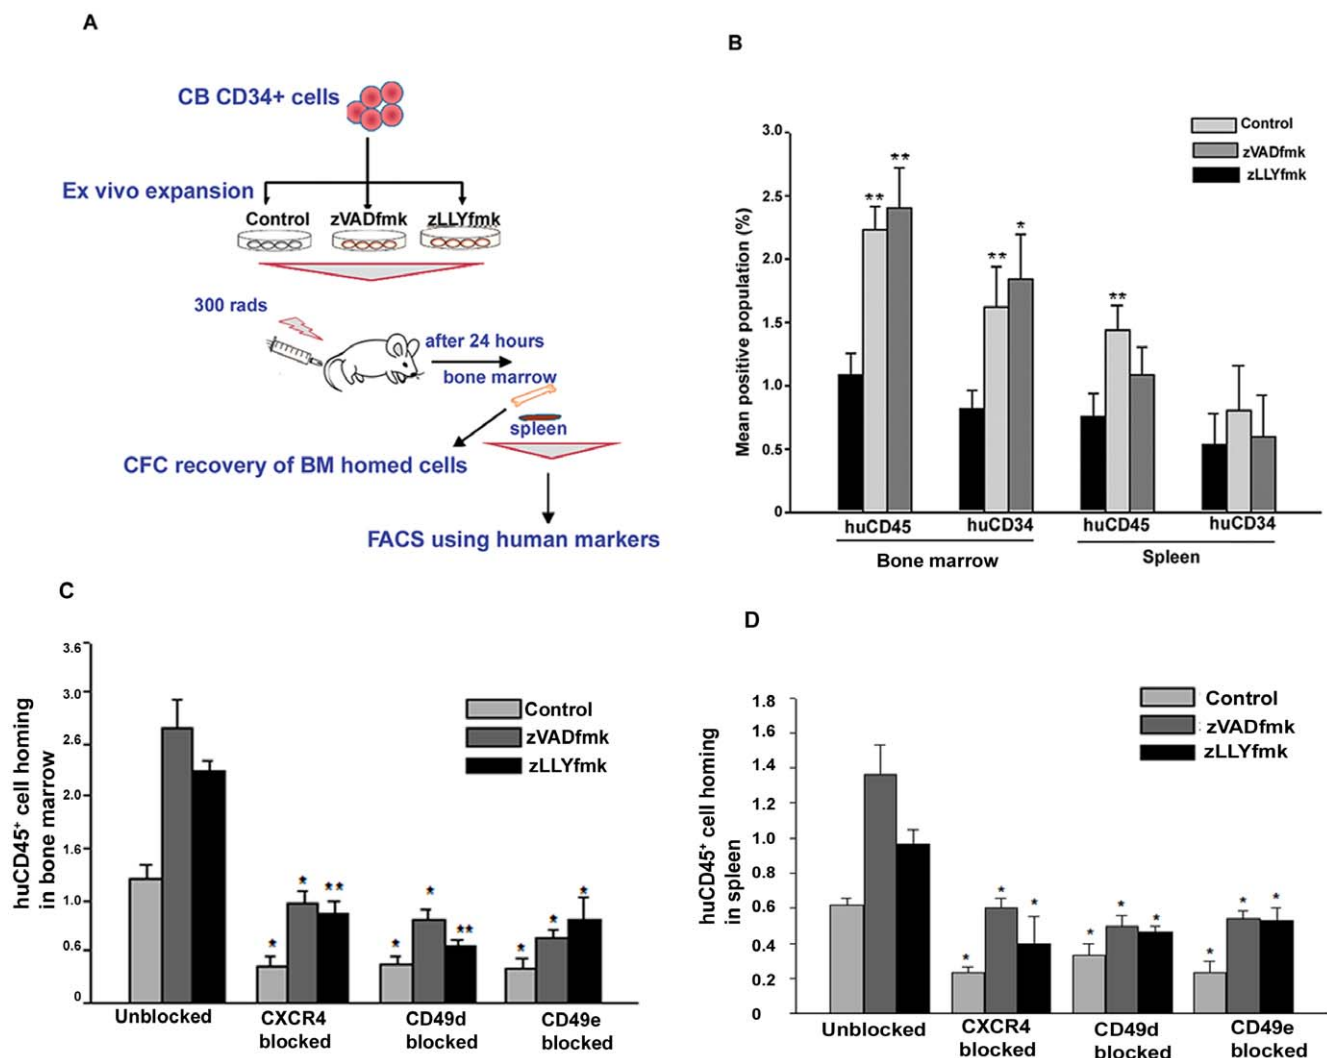 A
CB CD34+ cells
Ex vivo expansion
Control
zVADfmk
zLLYfmk
300 rads
after 24 hours
bone marrow
spleen
CFC recovery of BM homed cells
FACS using human markers
B
Control
zVADfmk
zLLYfmk
Mean positive population (%)
3.0
2.5
2.0
1.5
1.0
0.5
0
**
**
**
*
**
huCD45
huCD34
huCD45
huCD34
Bone marrow
Spleen
C
Control
zVADfmk
zLLYfmk
huCD45+ cell homing
in bone marrow
3.6
3.0
2.6
2.0
1.6
1.0
0.6
0
*
*
**
*
*
**
*
*
*
Unblocked
CXCR4
blocked
CD49d
blocked
CD49e
blocked
D
Control
zVADfmk
zLLYfmk
huCD45+ cell homing
in spleen
1.8
1.6
1.4
1.2
1.0
0.8
0.6
0.4
0.2
0
*
*
*
*
*
*
*
*
*
Unblocked
CXCR4
blocked
CD49d
blocked
CD49e
blocked